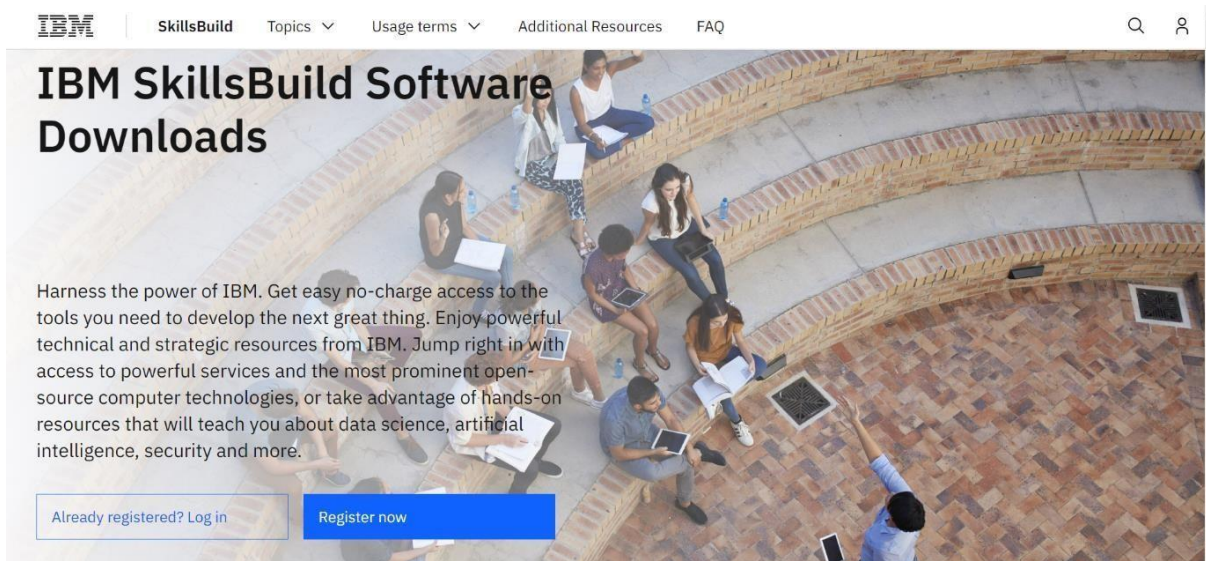 IBM SkillsBuild Topics Usage terms Additional Resources FAQ
IBM SkillsBuild Software
Downloads
Harness the power of IBM. Get easy no-charge access to the
tools you need to develop the next great thing. Enjoy powerful
technical and strategic resources from IBM. Jump right in with
access to powerful services and the most prominent open-
source computer technologies, or take advantage of hands-on
resources that will teach you about data science, artificial
intelligence, security and more.
Already registered? Log in Register now